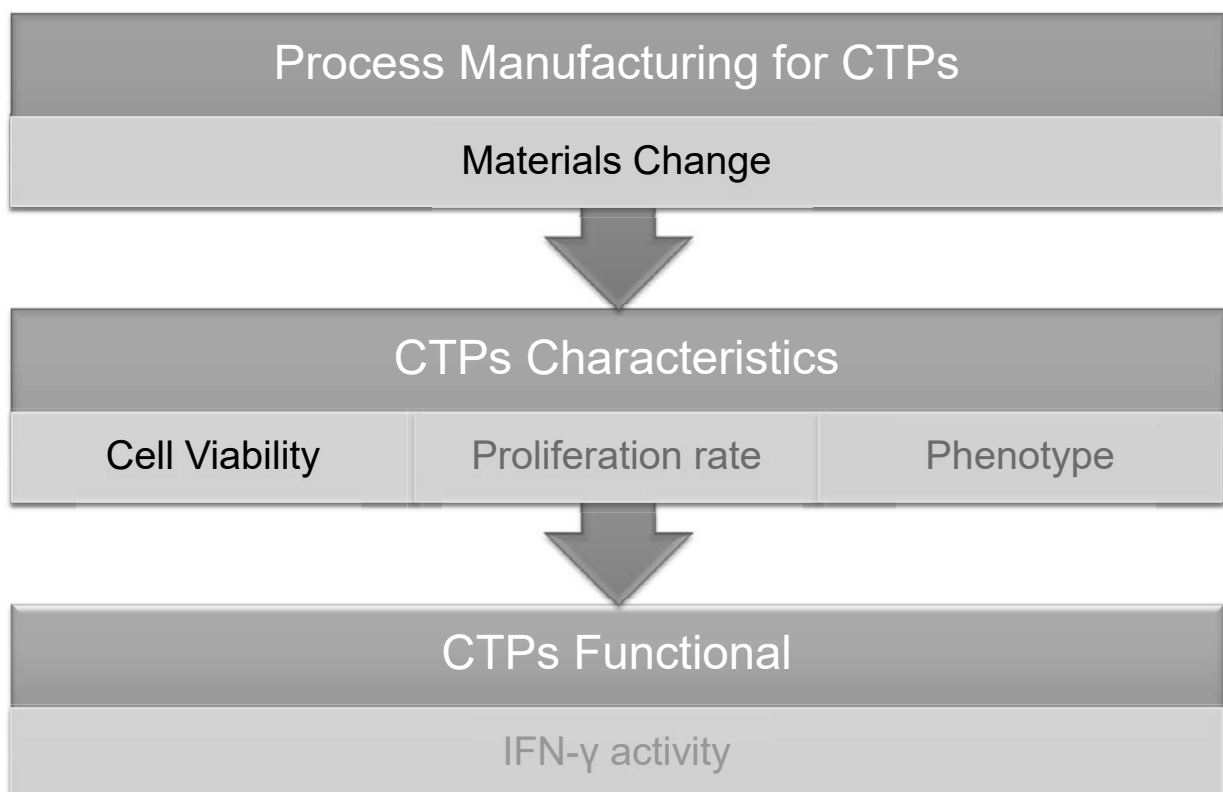 Process Manufacturing for CTPs
Materials Change
CTPs Characteristics
Cell Viability
Proliferation rate
Phenotype
CTPs Functional
IFN-γ activity